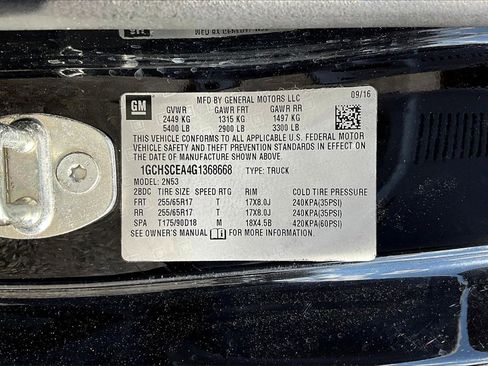 MFD BY GENERAL MOTORS LLC 09/16
GM GVWR GAWR FRT GAWR RR
2449 KG 1315 KG 1497 KG
5400 LB 2900 LB 3300 LB
THIS VEHICLE CONFORMS TO ALL APPLICABLE U.S. FEDERAL MOTOR
VEHICLE SAFETY, BUMPER, AND THEFT PREVENTION STANDARDS IN
EFFECT ON THE DATE OF MANUFACTURE SHOWN ABOVE.
1GCHSCEA4G1368668 TYPE: TRUCK
MODEL: 2N53
2BDC TIRE SIZE SPEED RTG RIM COLD TIRE PRESSURE
FRT 255/65R17 T 17X8.0J 240KPA(35PSI)
RR 255/65R17 T 17X8.0J 240KPA(35PSI)
SP T175/90D18 M 18X4.5B 420KPA(60PSI)
SEE OWNER'S MANUAL FOR MORE INFORMATION